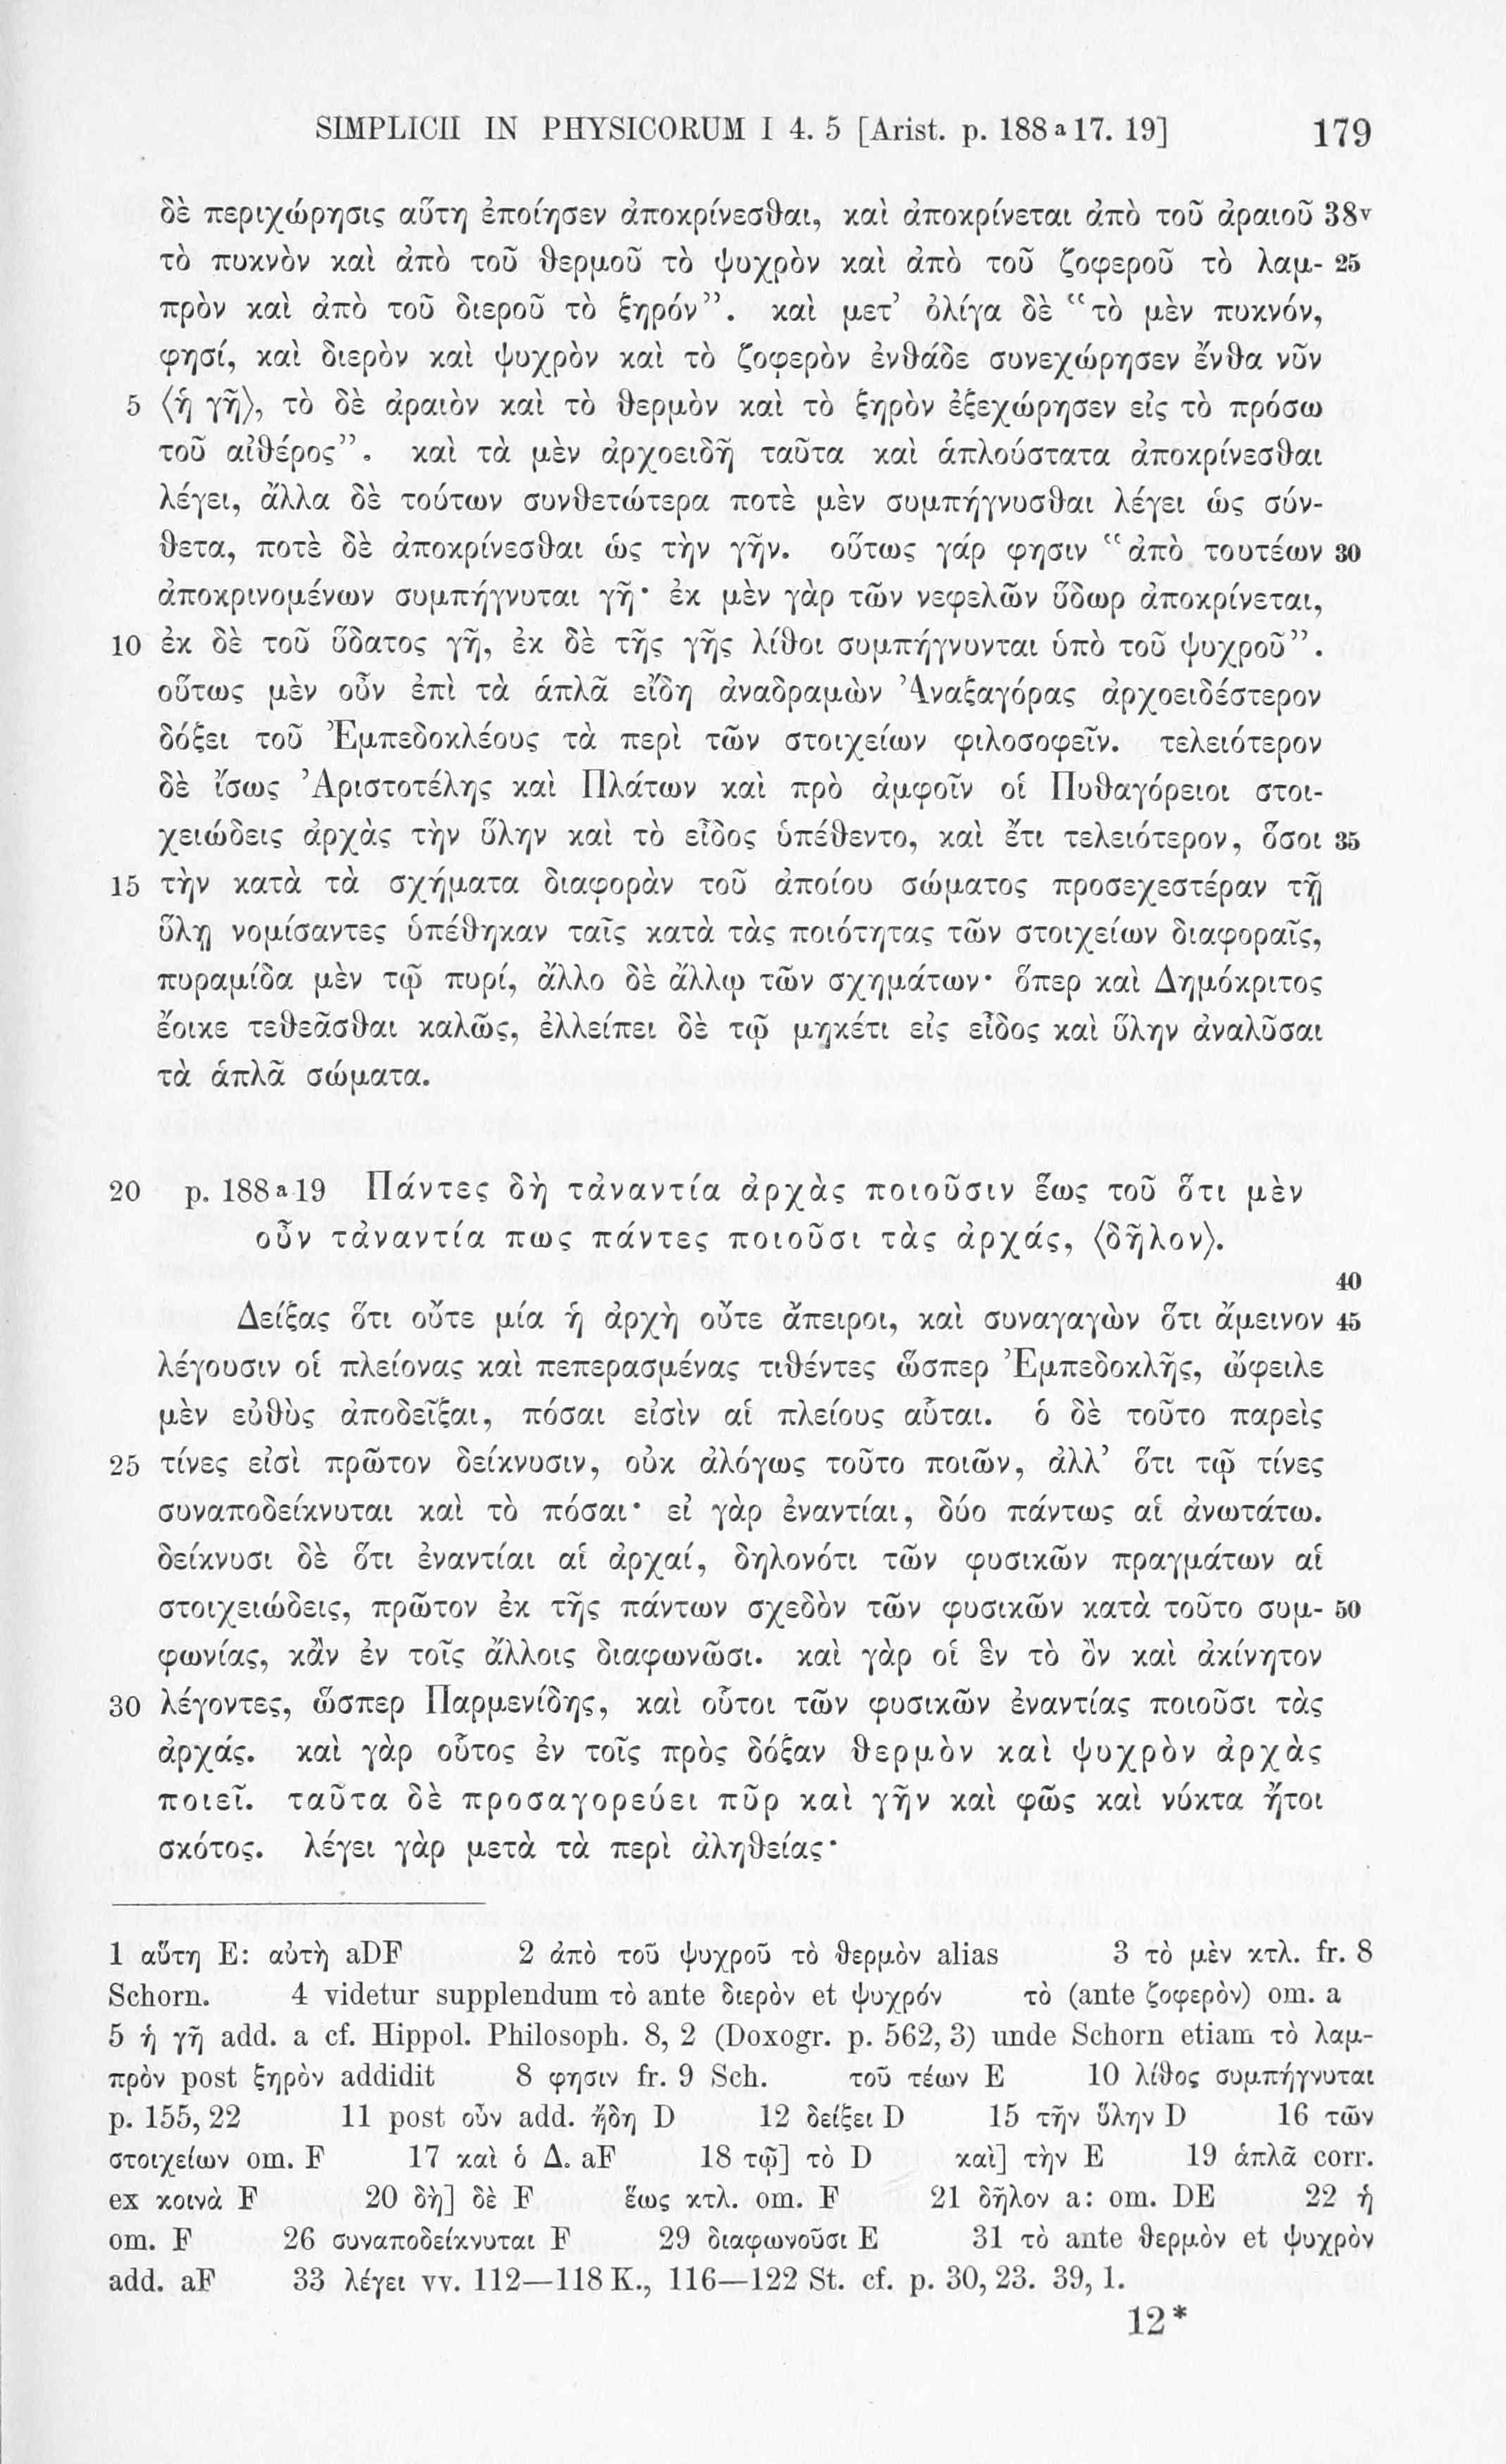 SIMPLICII IN PHYSICORUM I 4. 5 [Arist. p. 188 a 17. 19] 179
δὲ περιχώρησις αὕτη ἐποίησεν ἀποκρίνεσθαι, καὶ ἀποκρίνεται ἀπὸ τοῦ ἀραιοῦ 38v
τὸ πυκνὸν καὶ ἀπὸ τοῦ θερμοῦ τὸ ψυχρὸν καὶ ἀπὸ τοῦ ζοφεροῦ τὸ λαμ- 25
πρὸν καὶ ἀπὸ τοῦ διεροῦ τὸ ξηρόν”. καὶ μετ’ ὀλίγα δὲ “τὸ μὲν πυκνόν,
φησί, καὶ διερὸν καὶ ψυχρὸν καὶ τὸ ζοφερὸν ἐνθάδε συνεχώρησεν ἔνθα νῦν
5 ⟨ἡ γῆ⟩, τὸ δὲ ἀραιὸν καὶ τὸ θερμὸν καὶ τὸ ξηρὸν ἐξεχώρησεν εἰς τὸ πρόσω
τοῦ αἰθέρος”. καὶ τὰ μὲν ἀρχοειδῆ ταῦτα καὶ ἁπλούστατα ἀποκρίνεσθαι
λέγει, ἄλλα δὲ τούτων συνθετώτερα ποτὲ μὲν συμπήγνυσθαι λέγει ὡς σύν-
θετα, ποτὲ δὲ ἀποκρίνεσθαι ὡς τὴν γῆν. οὕτως γάρ φησιν “ἀπὸ τουτέων 30
ἀποκρινομένων συμπήγνυται γῆ· ἐκ μὲν γὰρ τῶν νεφελῶν ὕδωρ ἀποκρίνεται,
10 ἐκ δὲ τοῦ ὕδατος γῆ, ἐκ δὲ τῆς γῆς λίθοι συμπήγνυνται ὑπὸ τοῦ ψυχροῦ”.
οὕτως μὲν οὖν ἐπὶ τὰ ἁπλᾶ εἴδη ἀναδραμὼν Ἀναξαγόρας ἀρχοειδέστερον
δόξει τοῦ Ἐμπεδοκλέους τὰ περὶ τῶν στοιχείων φιλοσοφεῖν. τελειότερον
δὲ ἴσως Ἀριστοτέλης καὶ Πλάτων καὶ πρὸ ἀμφοῖν οἱ Πυθαγόρειοι στοι-
χειώδεις ἀρχὰς τὴν ὕλην καὶ τὸ εἶδος ὑπέθεντο, καὶ ἔτι τελειότερον, ὅσοι 35
15 τὴν κατὰ τὰ σχήματα διαφορὰν τοῦ ἀποίου σώματος προσεχεστέραν τῇ
ὕλῃ νομίσαντες ὑπέθηκαν ταῖς κατὰ τὰς ποιότητας τῶν στοιχείων διαφοραῖς,
πυραμίδα μὲν τῷ πυρί, ἄλλο δὲ ἄλλῳ τῶν σχημάτων· ὅπερ καὶ Δημόκριτος
ἔοικε τεθεᾶσθαι καλῶς, ἐλλείπει δὲ τῷ μηκέτι εἰς εἶδος καὶ ὕλην ἀναλῦσαι
τὰ ἁπλᾶ σώματα.
20 p. 188 a 19 Πάντες δὴ τἀναντία ἀρχὰς ποιοῦσιν ἕως τοῦ ὅτι μὲν
οὖν τἀναντία πως πάντες ποιοῦσι τὰς ἀρχάς, ⟨δῆλον⟩.
40
Δείξας ὅτι οὔτε μία ἡ ἀρχὴ οὔτε ἄπειροι, καὶ συναγαγὼν ὅτι ἄμεινον 45
λέγουσιν οἱ πλείονας καὶ πεπερασμένας τιθέντες ὥσπερ Ἐμπεδοκλῆς, ὤφειλε
μὲν εὐθὺς ἀποδεῖξαι, πόσαι εἰσὶν αἱ πλείους αὗται. ὁ δὲ τοῦτο παρεὶς
25 τίνες εἰσὶ πρῶτον δείκνυσιν, οὐκ ἀλόγως τοῦτο ποιῶν, ἀλλ’ ὅτι τῷ τίνες
συναποδείκνυται καὶ τὸ πόσαι· εἰ γὰρ ἐναντίαι, δύο πάντως αἱ ἀνωτάτω.
δείκνυσι δὲ ὅτι ἐναντίαι αἱ ἀρχαί, δηλονότι τῶν φυσικῶν πραγμάτων αἱ
στοιχειώδεις, πρῶτον ἐκ τῆς πάντων σχεδὸν τῶν φυσικῶν κατὰ τοῦτο συμ- 50
φωνίας, κἂν ἐν τοῖς ἄλλοις διαφωνῶσι. καὶ γὰρ οἱ ἓν τὸ ὂν καὶ ἀκίνητον
30 λέγοντες, ὥσπερ Παρμενίδης, καὶ οὗτοι τῶν φυσικῶν ἐναντίας ποιοῦσι τὰς
ἀρχάς. καὶ γὰρ οὗτος ἐν τοῖς πρὸς δόξαν θερμὸν καὶ ψυχρὸν ἀρχὰς
ποιεῖ. ταῦτα δὲ προσαγορεύει πῦρ καὶ γῆν καὶ φῶς καὶ νύκτα ἤτοι
σκότος. λέγει γὰρ μετὰ τὰ περὶ ἀληθείας·
1 αὕτη E: αὐτὴ aDF 2 ἀπὸ τοῦ ψυχροῦ τὸ θερμὸν alias 3 τὸ μὲν κτλ. fr. 8
Schorn. 4 videtur supplendum τὸ ante διερὸν et ψυχρόν τὸ (ante ζοφερὸν) om. a
5 ἡ γῆ add. a cf. Hippol. Philosoph. 8, 2 (Doxogr. p. 562, 3) unde Schorn etiam τὸ λαμ-
πρὸν post ξηρὸν addidit 8 φησιν fr. 9 Sch. τοῦ τέων E 10 λίθος συμπήγνυται
p. 155, 22 11 post οὖν add. ἤδη D 12 δείξει D 15 τῆν ὕλην D 16 τῶν
στοιχείων om. F 17 καὶ ὁ Δ. aF 18 τῷ] τὸ D καὶ] τὴν E 19 ἁπλᾶ corr.
ex κοινὰ F 20 δὴ] δὲ F ἕως κτλ. om. F 21 δῆλον a: om. DE 22 ἡ
om. F 26 συναποδείκνυται F 29 διαφωνοῦσι E 31 τὸ ante θερμὸν et ψυχρὸν
add. aF 33 λέγει vv. 112—118 K., 116—122 St. cf. p. 30, 23. 39, 1.
12*